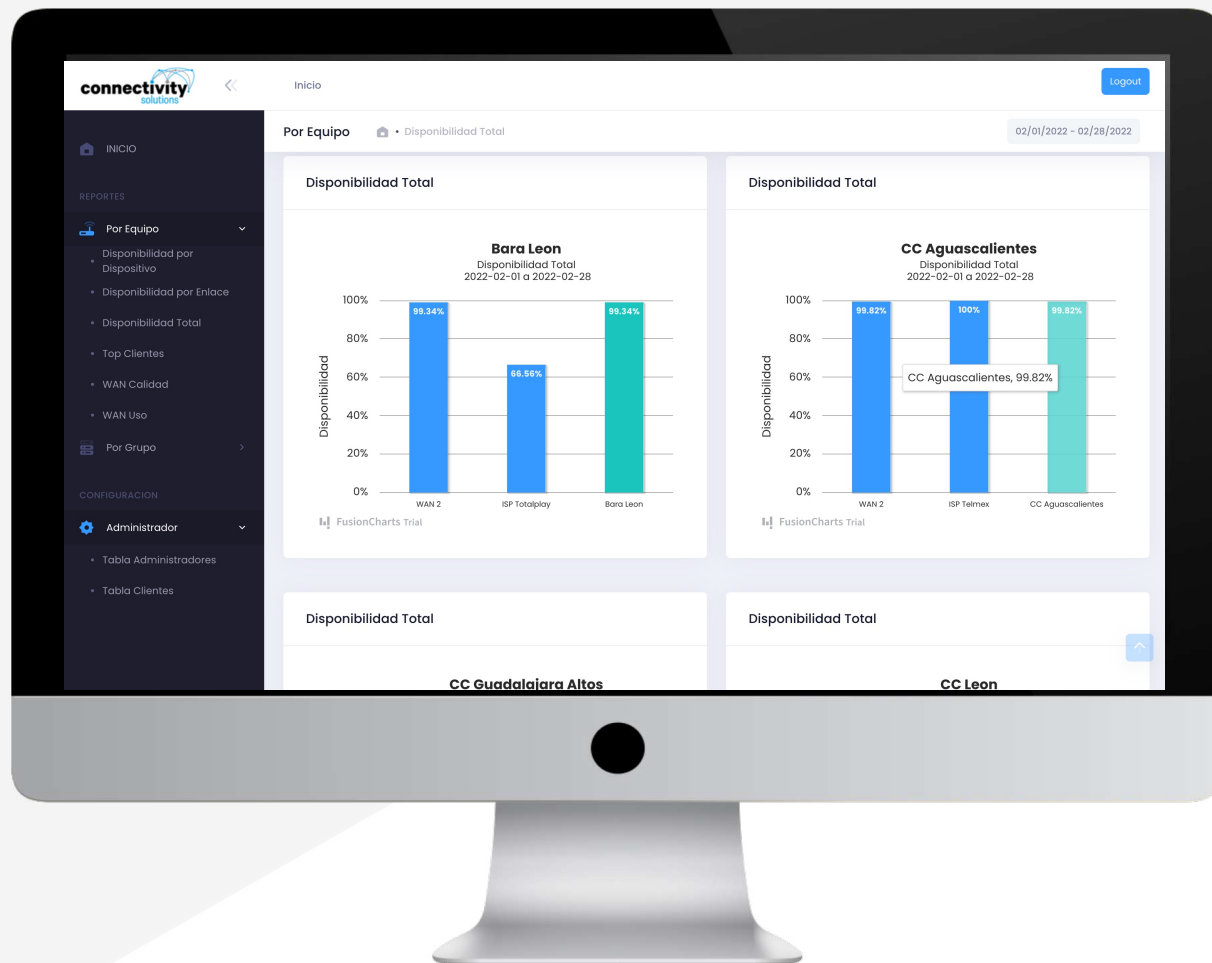 connectivity
solutions
Inicio
Logout
Por Equipo
• Disponibilidad Total
02/01/2022 - 02/28/2022
INICIO
REPORTES
Por Equipo
Disponibilidad por
Dispositivo
Disponibilidad por Enlace
Disponibilidad Total
Top Clientes
WAN Calidad
WAN Uso
Por Grupo
CONFIGURACION
Administrador
Tabla Administradores
Tabla Clientes
Disponibilidad Total
Bara Leon
Disponibilidad Total
2022-02-01 a 2022-02-28
Disponibilidad
100%
80%
60%
40%
20%
0%
99.34%
66.56%
99.34%
WAN 2
ISP Totalplay
Bara Leon
FusionCharts Trial
Disponibilidad Total
CC Aguascalientes
Disponibilidad Total
2022-02-01 a 2022-02-28
Disponibilidad
100%
80%
60%
40%
20%
0%
99.82%
100%
99.82%
CC Aguascalientes, 99.82%
WAN 2
ISP Telmex
CC Aguascalientes
FusionCharts Trial
Disponibilidad Total
CC Guadalajara Altos
Disponibilidad Total
CC Leon